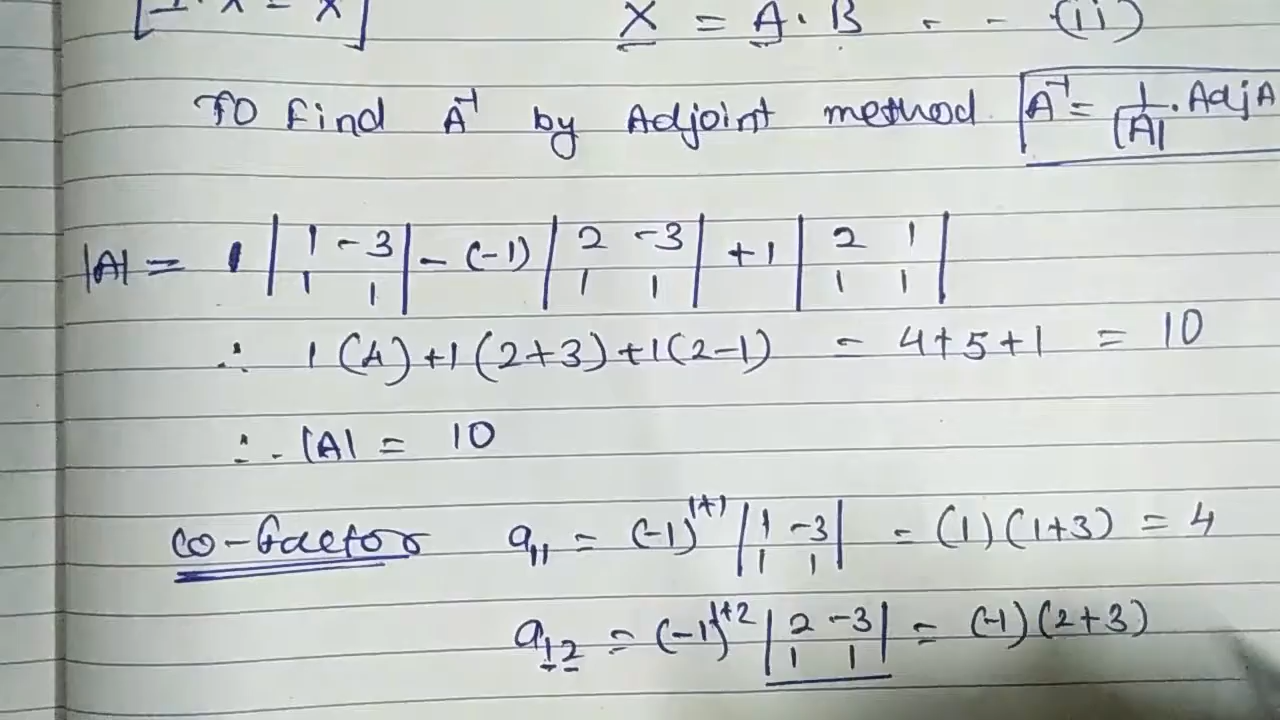 [I · X = X] X = A · B - - - (ii)
TO Find A⁻¹ by Adjoint method A⁻¹ = 1/|A| . AdjA
|A| = 1 |1 -3; 1 1| - (-1) |2 -3; 1 1| + 1 |2 1; 1 1|
∴ 1(4)+1(2+3)+1(2-1) = 4+5+1 = 10
∴ |A| = 10
co-factor a₁₁ = (-1)¹⁺¹ |1 -3; 1 1| = (1)(1+3) = 4
a₁₂ = (-1)¹⁺² |2 -3; 1 1| = (-1)(2+3)